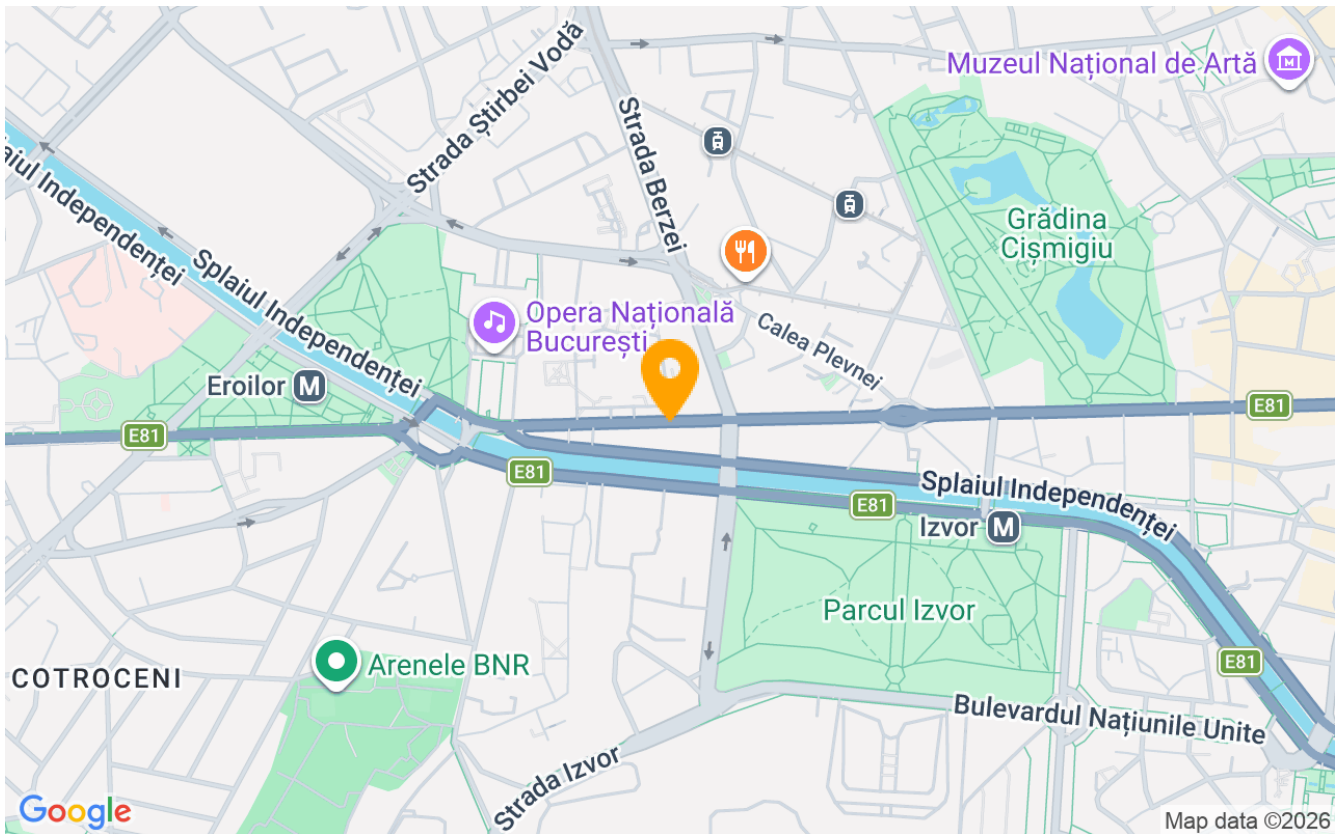 Muzeul Național de Artă
Strada Știrbei Vodă
Strada Berzei
Splaiul Independenței
Splaiul Independenței
Grădina
Cișmigiu
Opera Națională
București
Calea Plevnei
Eroilor M
E81
E81
E81
E81
Splaiul Independenței
Izvor M
Parcul Izvor
E81
Arenele BNR
COTROCENI
Bulevardul Națiunile Unite
Strada Izvor
Google
Map data ©2026